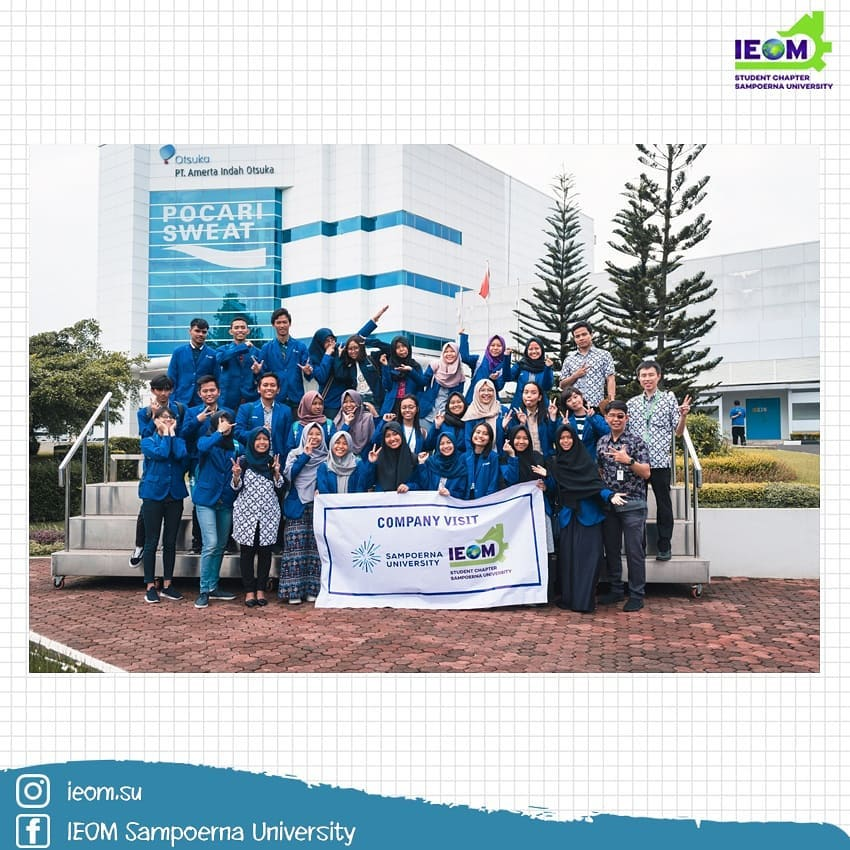 IEOM
STUDENT CHAPTER
SAMPOERNA UNIVERSITY
Otsuka
PT. Amerta Indah Otsuka
POCARI
SWEAT
COMPANY VISIT
SAMPOERNA
UNIVERSITY
IEOM
STUDENT CHAPTER
SAMPOERNA UNIVERSITY
ieom.su
IEOM Sampoerna University